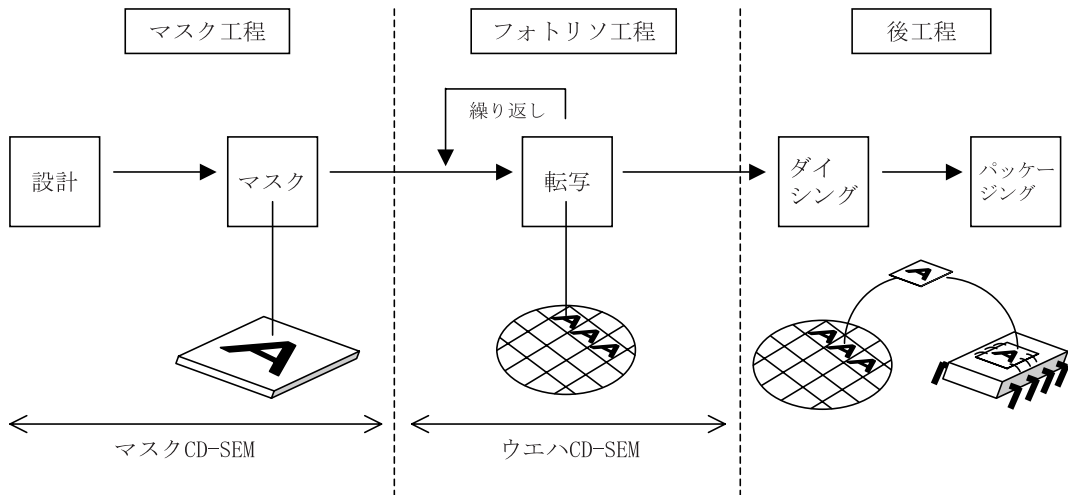 マスク工程
フォトリソ工程
後工程
繰り返し
設計
マスク
転写
ダイ
シング
パッケー
ジング
A
A A A
A
A A A
A
マスクCD-SEM
ウエハCD-SEM